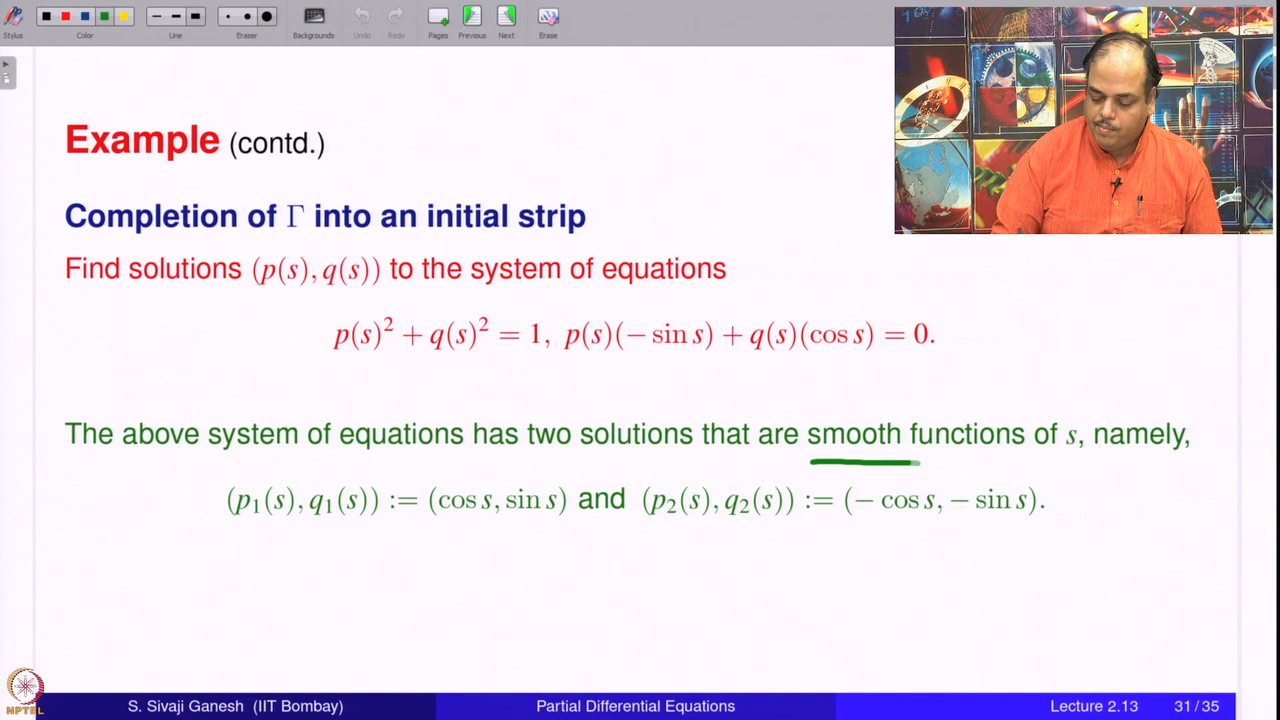 Stylus
Color
Line
Eraser
Backgrounds
Undo
Redo
Pages
Previous
Next
Erase
Example (contd.)
Completion of Γ into an initial strip
Find solutions (p(s), q(s)) to the system of equations
p(s)² + q(s)² = 1, p(s)(− sin s) + q(s)(cos s) = 0.
The above system of equations has two solutions that are smooth functions of s, namely,
(p₁(s), q₁(s)) := (cos s, sin s) and (p₂(s), q₂(s)) := (− cos s, − sin s).
NPTEL
S. Sivaji Ganesh (IIT Bombay)
Partial Differential Equations
Lecture 2.13
31 / 35